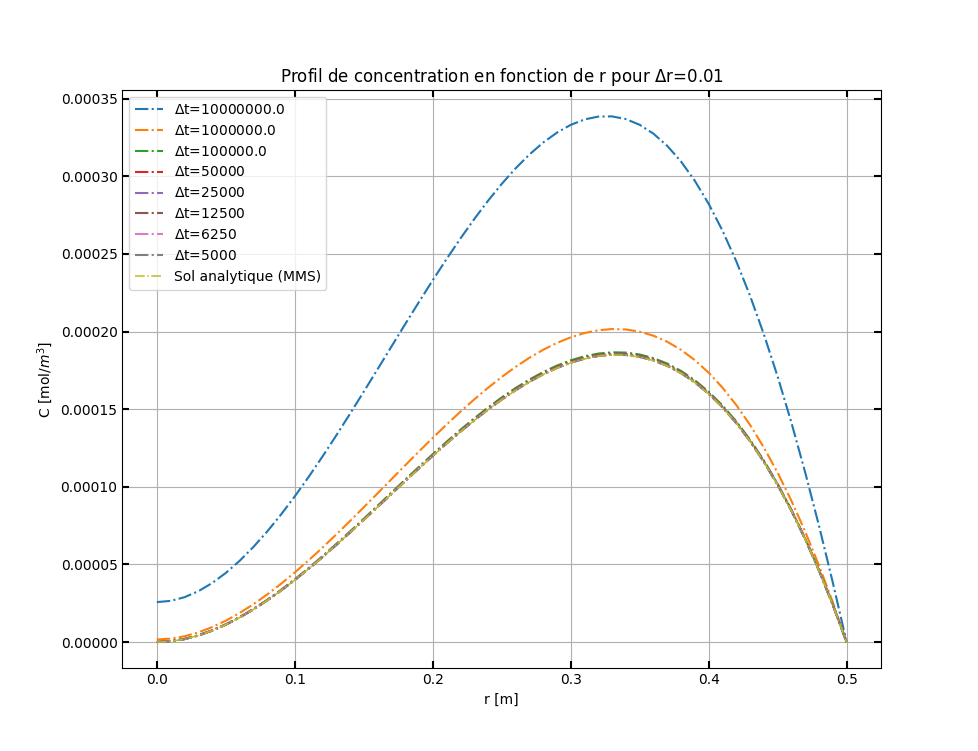 Profil de concentration en fonction de r pour Δr=0.01
0.00035
0.00030
0.00025
0.00020
0.00015
0.00010
0.00005
0.00000
C [mol/m³]
Δt=10000000.0
Δt=1000000.0
Δt=100000.0
Δt=50000
Δt=25000
Δt=12500
Δt=6250
Δt=5000
Sol analytique (MMS)
0.0 0.1 0.2 0.3 0.4 0.5
r [m]